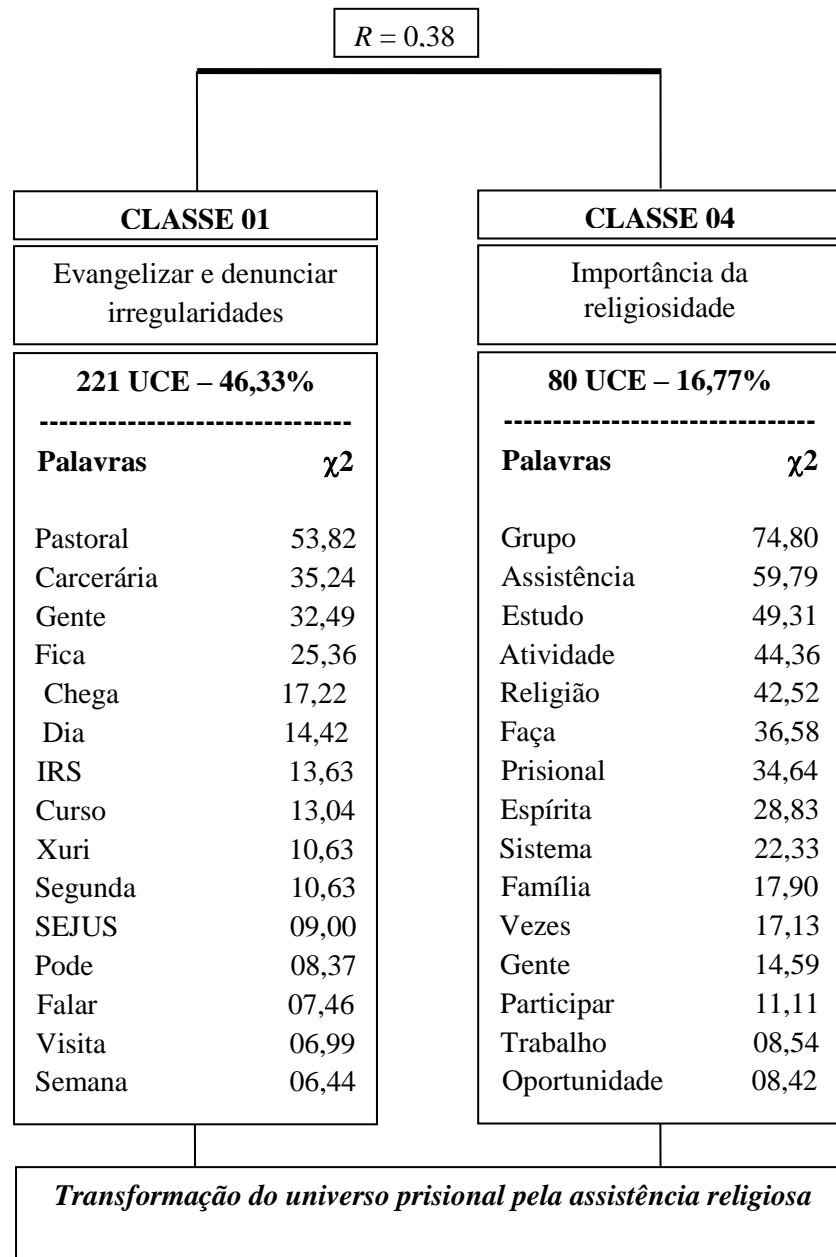 R = 0,38
CLASSE 01
Evangelizar e denunciar
irregularidades
221 UCE – 46,33%
---------------------------------
Palavras χ2
Pastoral 53,82
Carcerária 35,24
Gente 32,49
Fica 25,36
Chega 17,22
Dia 14,42
IRS 13,63
Curso 13,04
Xuri 10,63
Segunda 10,63
SEJUS 09,00
Pode 08,37
Falar 07,46
Visita 06,99
Semana 06,44
CLASSE 04
Importância da
religiosidade
80 UCE – 16,77%
---------------------------------
Palavras χ2
Grupo 74,80
Assistência 59,79
Estudo 49,31
Atividade 44,36
Religião 42,52
Faça 36,58
Prisional 34,64
Espírita 28,83
Sistema 22,33
Família 17,90
Vezes 17,13
Gente 14,59
Participar 11,11
Trabalho 08,54
Oportunidade 08,42
Transformação do universo prisional pela assistência religiosa